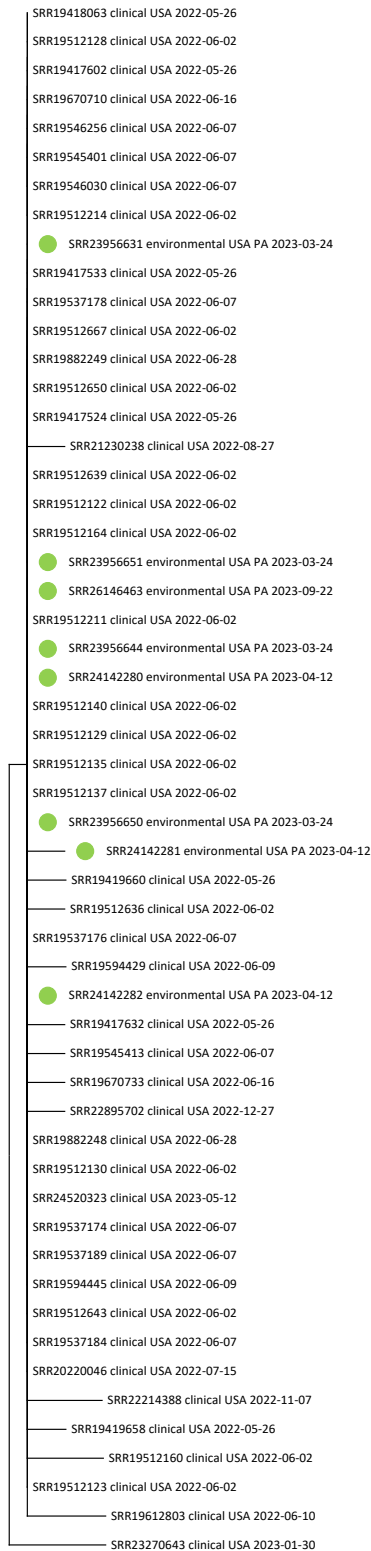 SRR19418063 clinical USA 2022-05-26
SRR19512128 clinical USA 2022-06-02
SRR19417602 clinical USA 2022-05-26
SRR19670710 clinical USA 2022-06-16
SRR19546256 clinical USA 2022-06-07
SRR19545401 clinical USA 2022-06-07
SRR19546030 clinical USA 2022-06-07
SRR19512214 clinical USA 2022-06-02
SRR23956631 environmental USA PA 2023-03-24
SRR19417533 clinical USA 2022-05-26
SRR19537178 clinical USA 2022-06-07
SRR19512667 clinical USA 2022-06-02
SRR19882249 clinical USA 2022-06-28
SRR19512650 clinical USA 2022-06-02
SRR19417524 clinical USA 2022-05-26
SRR21230238 clinical USA 2022-08-27
SRR19512639 clinical USA 2022-06-02
SRR19512122 clinical USA 2022-06-02
SRR19512164 clinical USA 2022-06-02
SRR23956651 environmental USA PA 2023-03-24
SRR26146463 environmental USA PA 2023-09-22
SRR19512211 clinical USA 2022-06-02
SRR23956644 environmental USA PA 2023-03-24
SRR24142280 environmental USA PA 2023-04-12
SRR19512140 clinical USA 2022-06-02
SRR19512129 clinical USA 2022-06-02
SRR19512135 clinical USA 2022-06-02
SRR19512137 clinical USA 2022-06-02
SRR23956650 environmental USA PA 2023-03-24
SRR24142281 environmental USA PA 2023-04-12
SRR19419660 clinical USA 2022-05-26
SRR19512636 clinical USA 2022-06-02
SRR19537176 clinical USA 2022-06-07
SRR19594429 clinical USA 2022-06-09
SRR24142282 environmental USA PA 2023-04-12
SRR19417632 clinical USA 2022-05-26
SRR19545413 clinical USA 2022-06-07
SRR19670733 clinical USA 2022-06-16
SRR22895702 clinical USA 2022-12-27
SRR19882248 clinical USA 2022-06-28
SRR19512130 clinical USA 2022-06-02
SRR24520323 clinical USA 2023-05-12
SRR19537174 clinical USA 2022-06-07
SRR19537189 clinical USA 2022-06-07
SRR19594445 clinical USA 2022-06-09
SRR19512643 clinical USA 2022-06-02
SRR19537184 clinical USA 2022-06-07
SRR20220046 clinical USA 2022-07-15
SRR22214388 clinical USA 2022-11-07
SRR19419658 clinical USA 2022-05-26
SRR19512160 clinical USA 2022-06-02
SRR19512123 clinical USA 2022-06-02
SRR19612803 clinical USA 2022-06-10
SRR23270643 clinical USA 2023-01-30